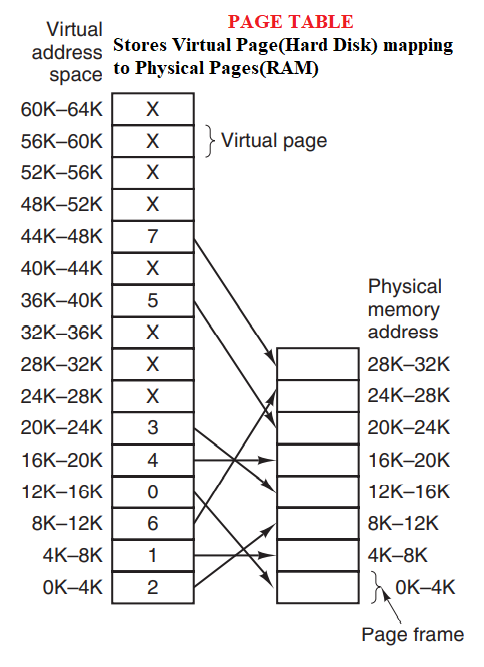 PAGE TABLE
Stores Virtual Page(Hard Disk) mapping
to Physical Pages(RAM)
Virtual
address
space
60K–64K X
56K–60K X Virtual page
52K–56K X
48K–52K X
44K–48K 7
40K–44K X
36K–40K 5
32K–36K X
28K–32K X
24K–28K X
20K–24K 3
16K–20K 4
12K–16K 0
8K–12K 6
4K–8K 1
0K–4K 2
Physical
memory
address
28K–32K
24K–28K
20K–24K
16K–20K
12K–16K
8K–12K
4K–8K
0K–4K
Page frame